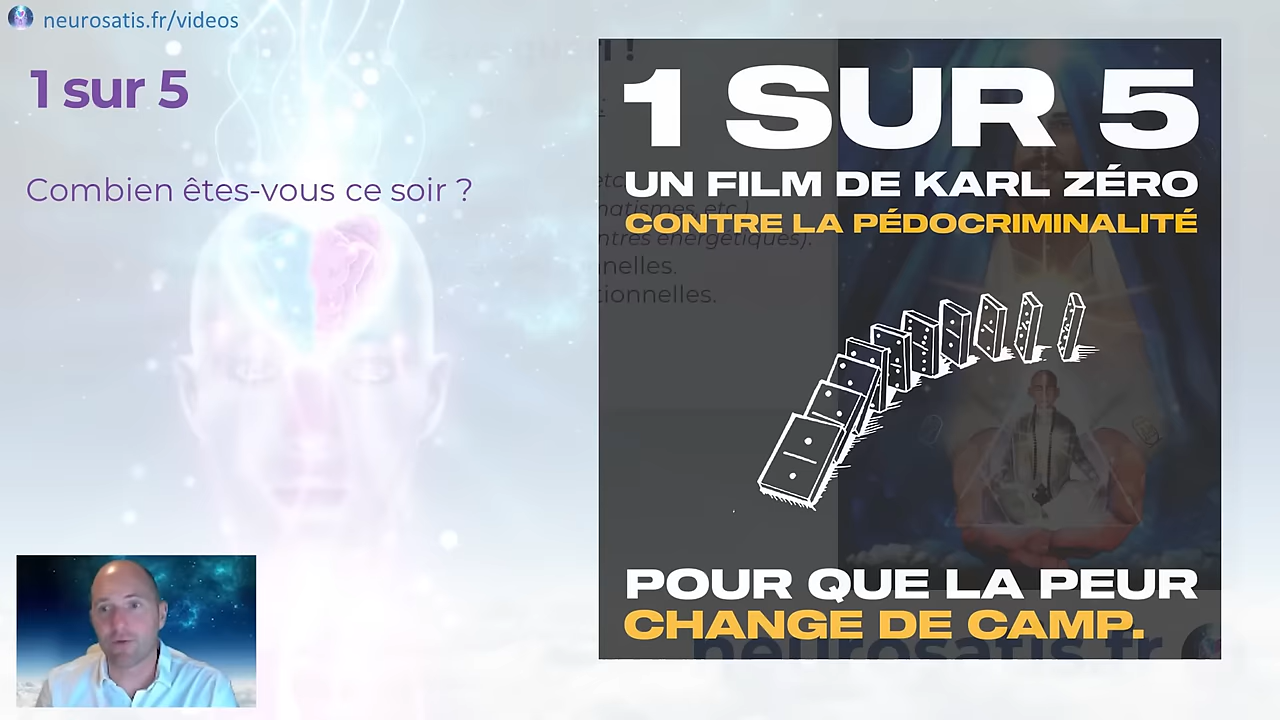 neurosatis.fr/videos
1 sur 5
Combien êtes-vous ce soir ?
1 SUR 5
UN FILM DE KARL ZÉRO
CONTRE LA PÉDOCRIMINALITÉ
nelles.
tionnelles.
POUR QUE LA PEUR
CHANGE DE CAMP.
neurosatis.fr